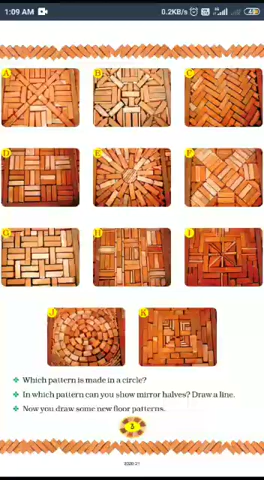 1:09 AM 0.2KB/s 49
A B C
D E F
G H I
J K
❖ Which pattern is made in a circle?
❖ In which pattern can you show mirror halves? Draw a line.
❖ Now you draw some new floor patterns.
3
2020-21